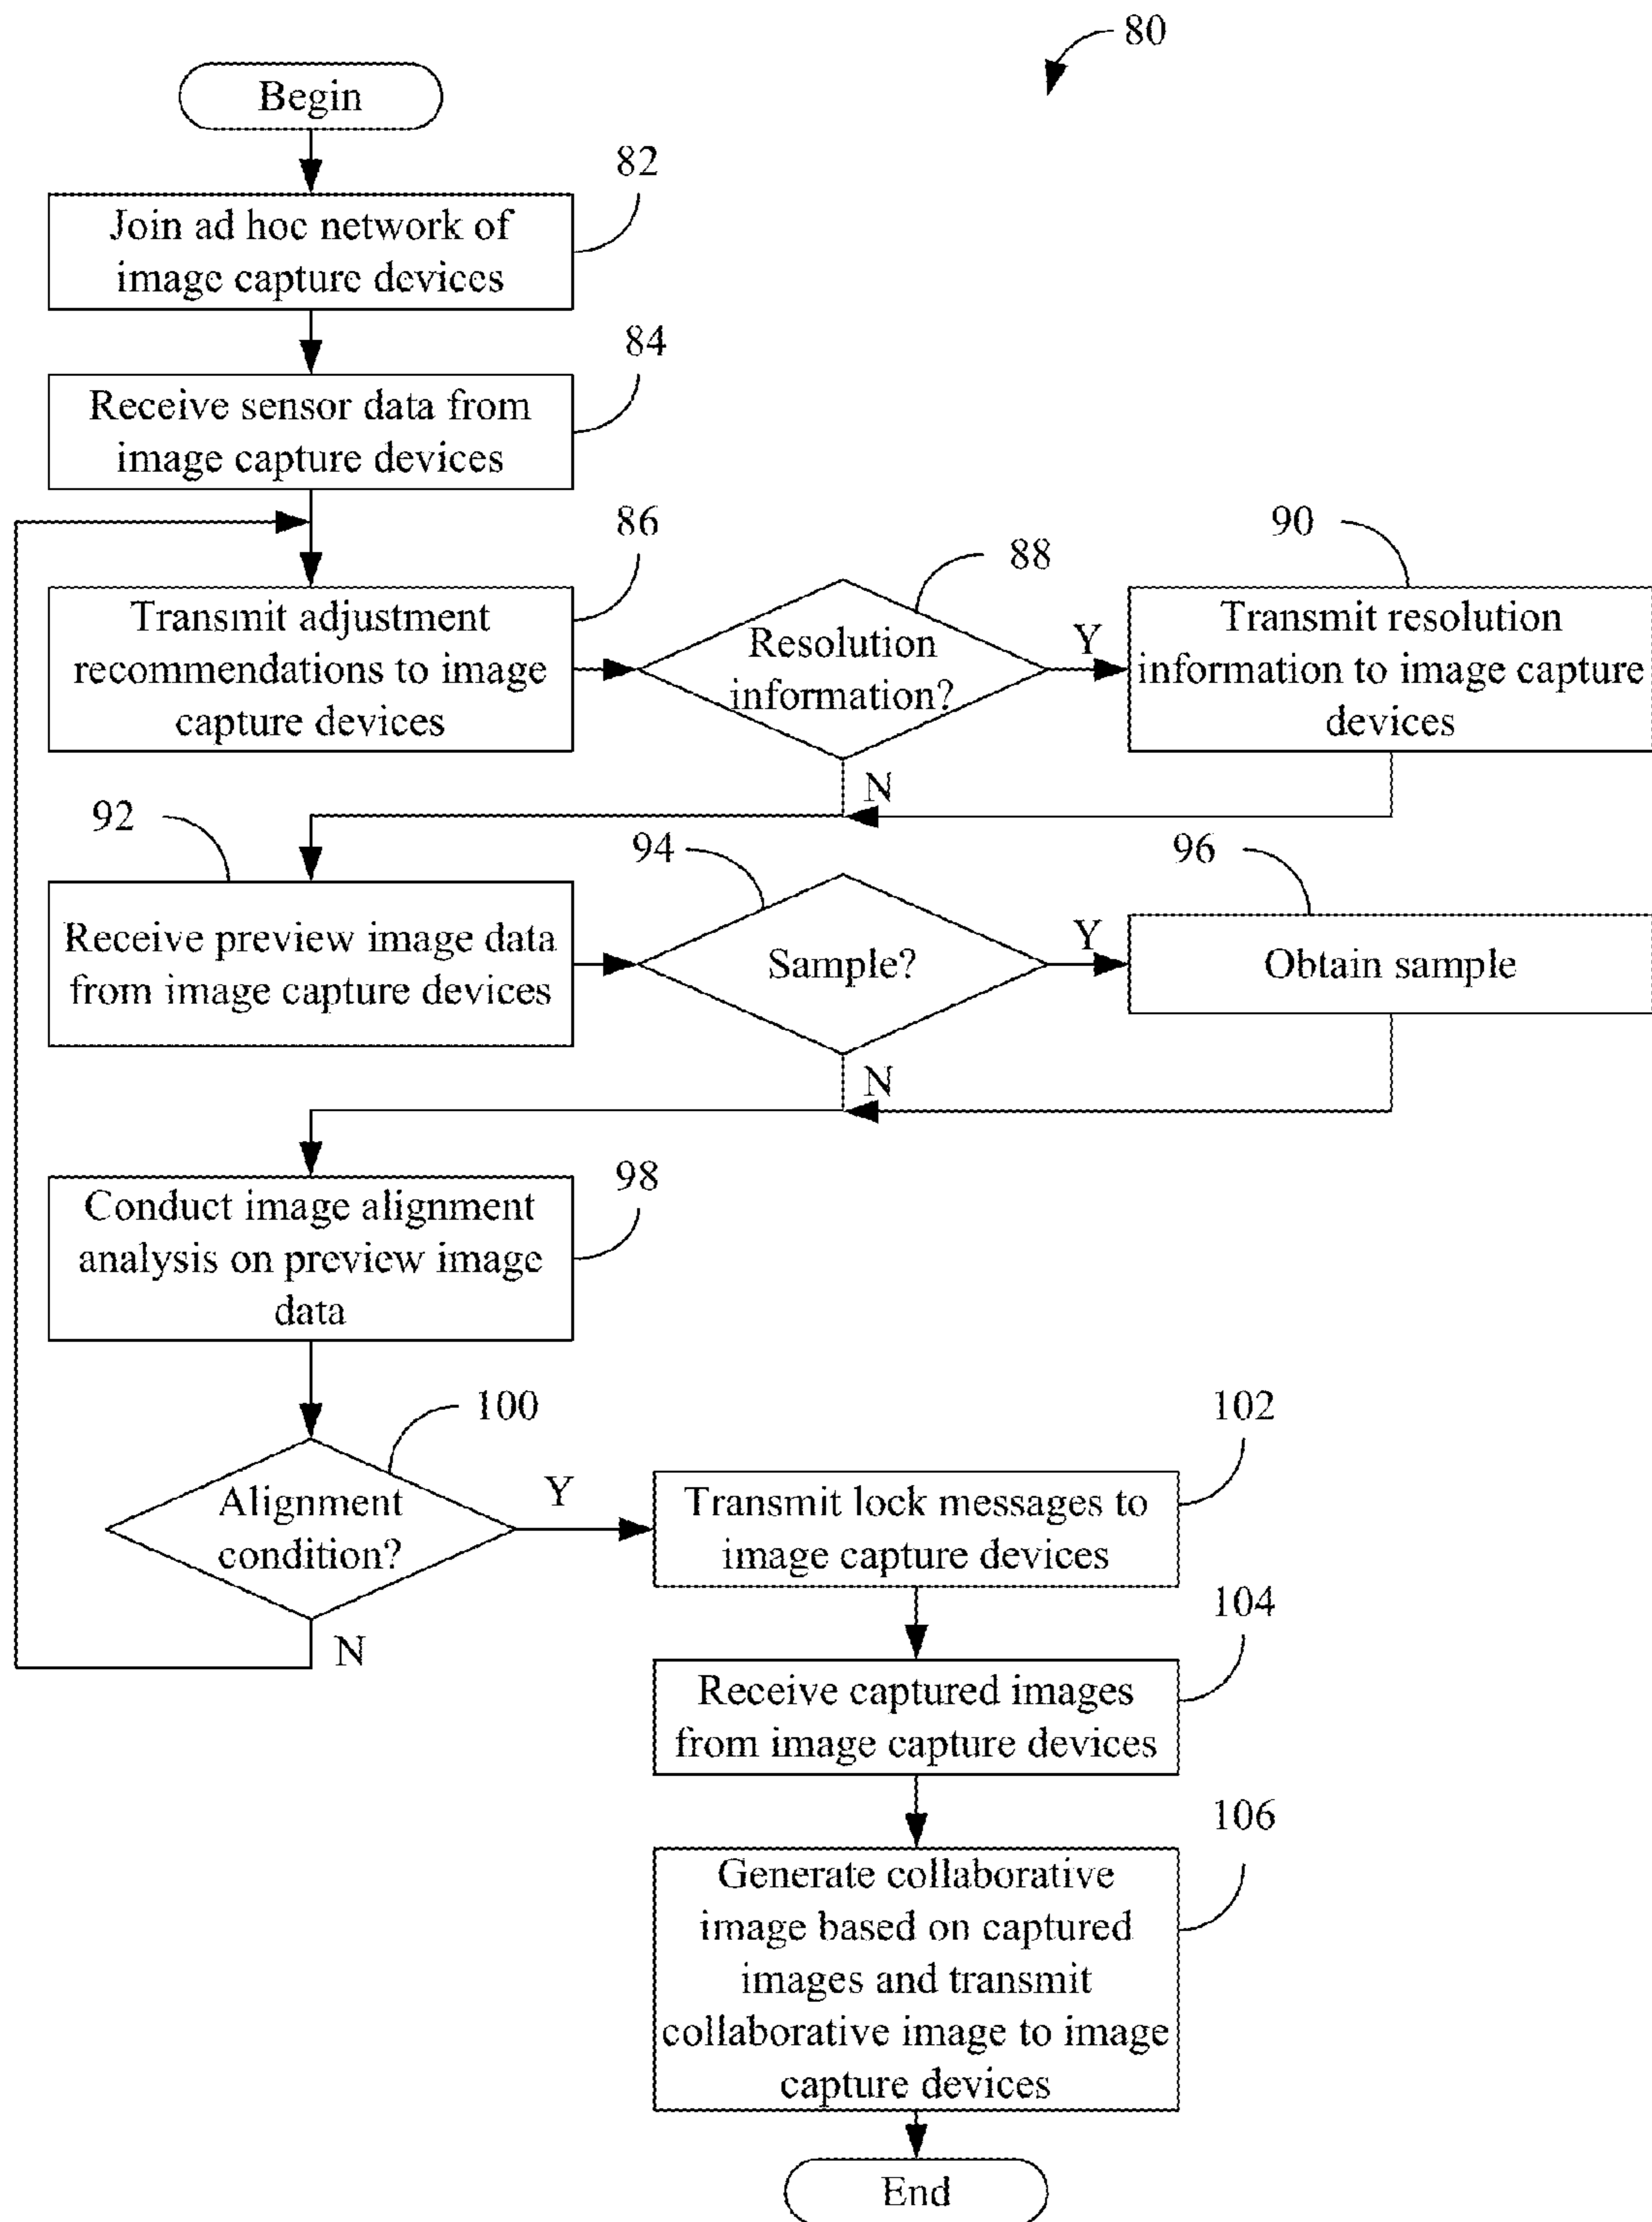 80
Begin
82
Join ad hoc network of
image capture devices
84
Receive sensor data from
image capture devices
86
Transmit adjustment
recommendations to image
capture devices
88
Resolution
information?
Y
N
90
Transmit resolution
information to image capture
devices
92
Receive preview image data
from image capture devices
94
Sample?
Y
N
96
Obtain sample
98
Conduct image alignment
analysis on preview image
data
100
Alignment
condition?
Y
N
102
Transmit lock messages to
image capture devices
104
Receive captured images
from image capture devices
106
Generate collaborative
image based on captured
images and transmit
collaborative image to image
capture devices
End